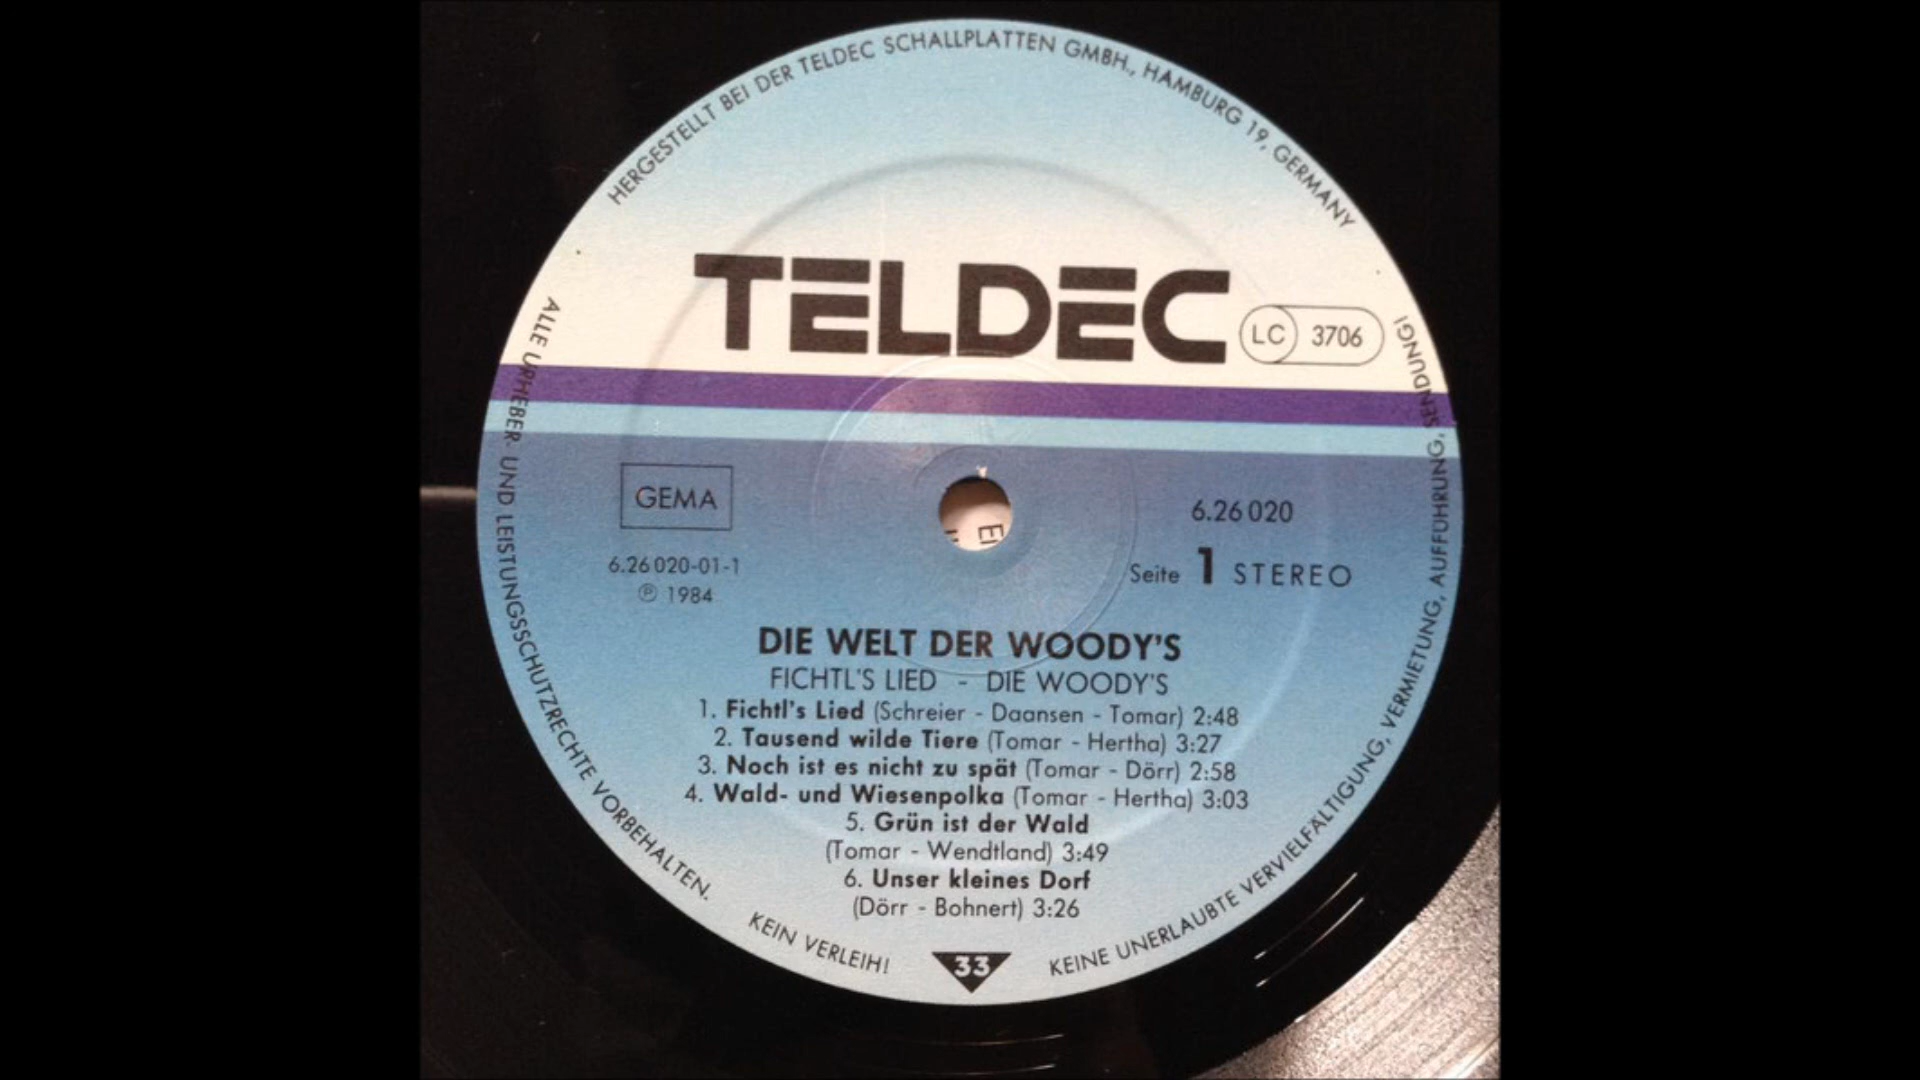 HERGESTELLT BEI DER TELDEC SCHALLPLATTEN GMBH., HAMBURG 19, GERMANY
TELDEC
LC 3706
GEMA
6.26020-01-1
℗ 1984
6.26020
Seite 1 STEREO
DIE WELT DER WOODY'S
FICHTL'S LIED - DIE WOODY'S
1. Fichtl's Lied (Schreier - Daansen - Tomar) 2:48
2. Tausend wilde Tiere (Tomar - Hertha) 3:27
3. Noch ist es nicht zu spät (Tomar - Dörr) 2:58
4. Wald- und Wiesenpolka (Tomar - Hertha) 3:03
5. Grün ist der Wald
(Tomar - Wendtland) 3:49
6. Unser kleines Dorf
(Dörr - Bohnert) 3:26
33
ALLE URHEBER- UND LEISTUNGSSCHUTZRECHTE VORBEHALTEN.
KEIN VERLEIH!
KEINE UNERLAUBTE VERVIELFÄLTIGUNG, VERMIETUNG, AUFFÜHRUNG, SENDUNG!